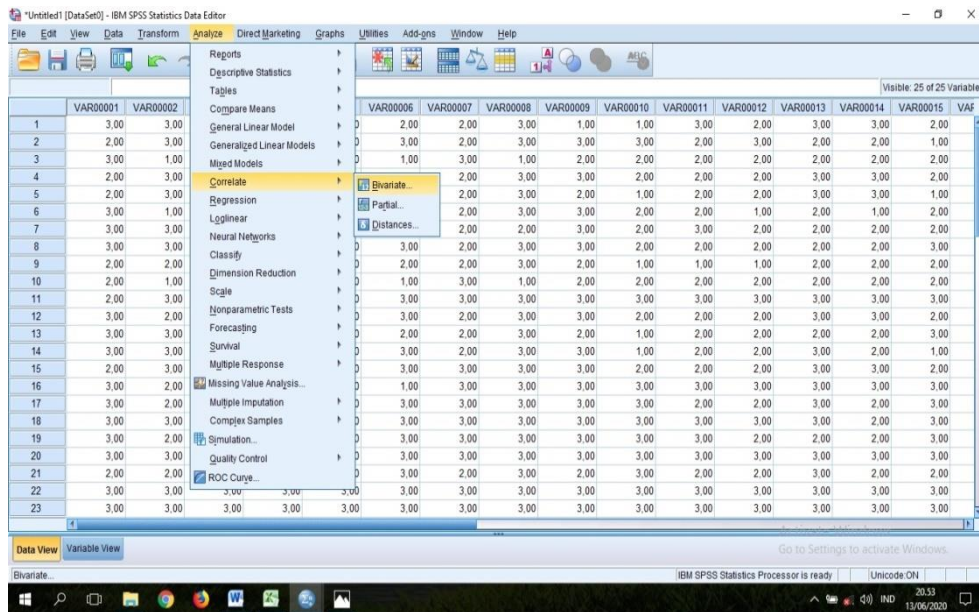 *Untitled1 [DataSet0] - IBM SPSS Statistics Data Editor
File Edit View Data Transform Analyze Direct Marketing Graphs Utilities Add-ons Window Help
Visible: 25 of 25 Variable
Reports
Descriptive Statistics
Tables
Compare Means
General Linear Model
Generalized Linear Models
Mixed Models
Correlate
Regression
Loglinear
Neural Networks
Classify
Dimension Reduction
Scale
Nonparametric Tests
Forecasting
Survival
Multiple Response
Missing Value Analysis...
Multiple Imputation
Complex Samples
Simulation...
Quality Control
ROC Curve...
Bivariate...
Partial...
Distances...
VAR00001 VAR00002 VAR00006 VAR00007 VAR00008 VAR00009 VAR00010 VAR00011 VAR00012 VAR00013 VAR00014 VAR00015
1 3,00 3,00 2,00 2,00 3,00 1,00 1,00 3,00 2,00 3,00 3,00 2,00
2 2,00 3,00 3,00 2,00 3,00 3,00 2,00 2,00 3,00 2,00 3,00 1,00
3 3,00 1,00 1,00 3,00 1,00 2,00 2,00 3,00 2,00 2,00 2,00 2,00
4 2,00 3,00 2,00 3,00 3,00 2,00 2,00 2,00 3,00 3,00 2,00
5 2,00 3,00 2,00 3,00 2,00 1,00 2,00 2,00 3,00 3,00 1,00
6 3,00 1,00 2,00 3,00 3,00 2,00 2,00 1,00 2,00 1,00 2,00
7 3,00 3,00 2,00 2,00 3,00 2,00 3,00 2,00 2,00 2,00 2,00
8 3,00 3,00 3,00 2,00 3,00 3,00 2,00 2,00 2,00 2,00 2,00 3,00
9 2,00 2,00 2,00 2,00 3,00 2,00 1,00 1,00 1,00 2,00 2,00 2,00
10 2,00 1,00 1,00 3,00 1,00 2,00 2,00 2,00 2,00 3,00 3,00 2,00
11 2,00 3,00 2,00 3,00 3,00 3,00 3,00 3,00 3,00 3,00 3,00 3,00
12 3,00 2,00 2,00 3,00 3,00 3,00 2,00 2,00 3,00 3,00 2,00 3,00
13 3,00 3,00 2,00 2,00 3,00 2,00 1,00 2,00 2,00 2,00 2,00 3,00
14 3,00 3,00 3,00 2,00 3,00 3,00 1,00 2,00 2,00 3,00 2,00 1,00
15 2,00 3,00 3,00 3,00 3,00 3,00 2,00 2,00 3,00 3,00 3,00 3,00
16 3,00 2,00 1,00 3,00 3,00 3,00 3,00 3,00 2,00 3,00 2,00 3,00
17 3,00 2,00 3,00 3,00 3,00 3,00 3,00 2,00 3,00 3,00 2,00 3,00
18 3,00 3,00 3,00 3,00 3,00 3,00 3,00 3,00 3,00 3,00 2,00 3,00
19 3,00 2,00 3,00 3,00 3,00 3,00 3,00 3,00 2,00 2,00 2,00 3,00
20 3,00 3,00 3,00 3,00 3,00 3,00 3,00 3,00 3,00 3,00 3,00 3,00
21 2,00 2,00 3,00 2,00 3,00 2,00 3,00 2,00 3,00 2,00 2,00 2,00
22 3,00 3,00 3,00 3,00 3,00 3,00 3,00 3,00 3,00 3,00 3,00 3,00 3,00 3,00 3,00
23 3,00 3,00 3,00 3,00 3,00 3,00 3,00 3,00 3,00 3,00 2,00 3,00 3,00 3,00 3,00
Data View Variable View
Go to Settings to activate Windows.
Bivariate... IBM SPSS Statistics Processor is ready Unicode:ON
IND 20.53
13/06/2020